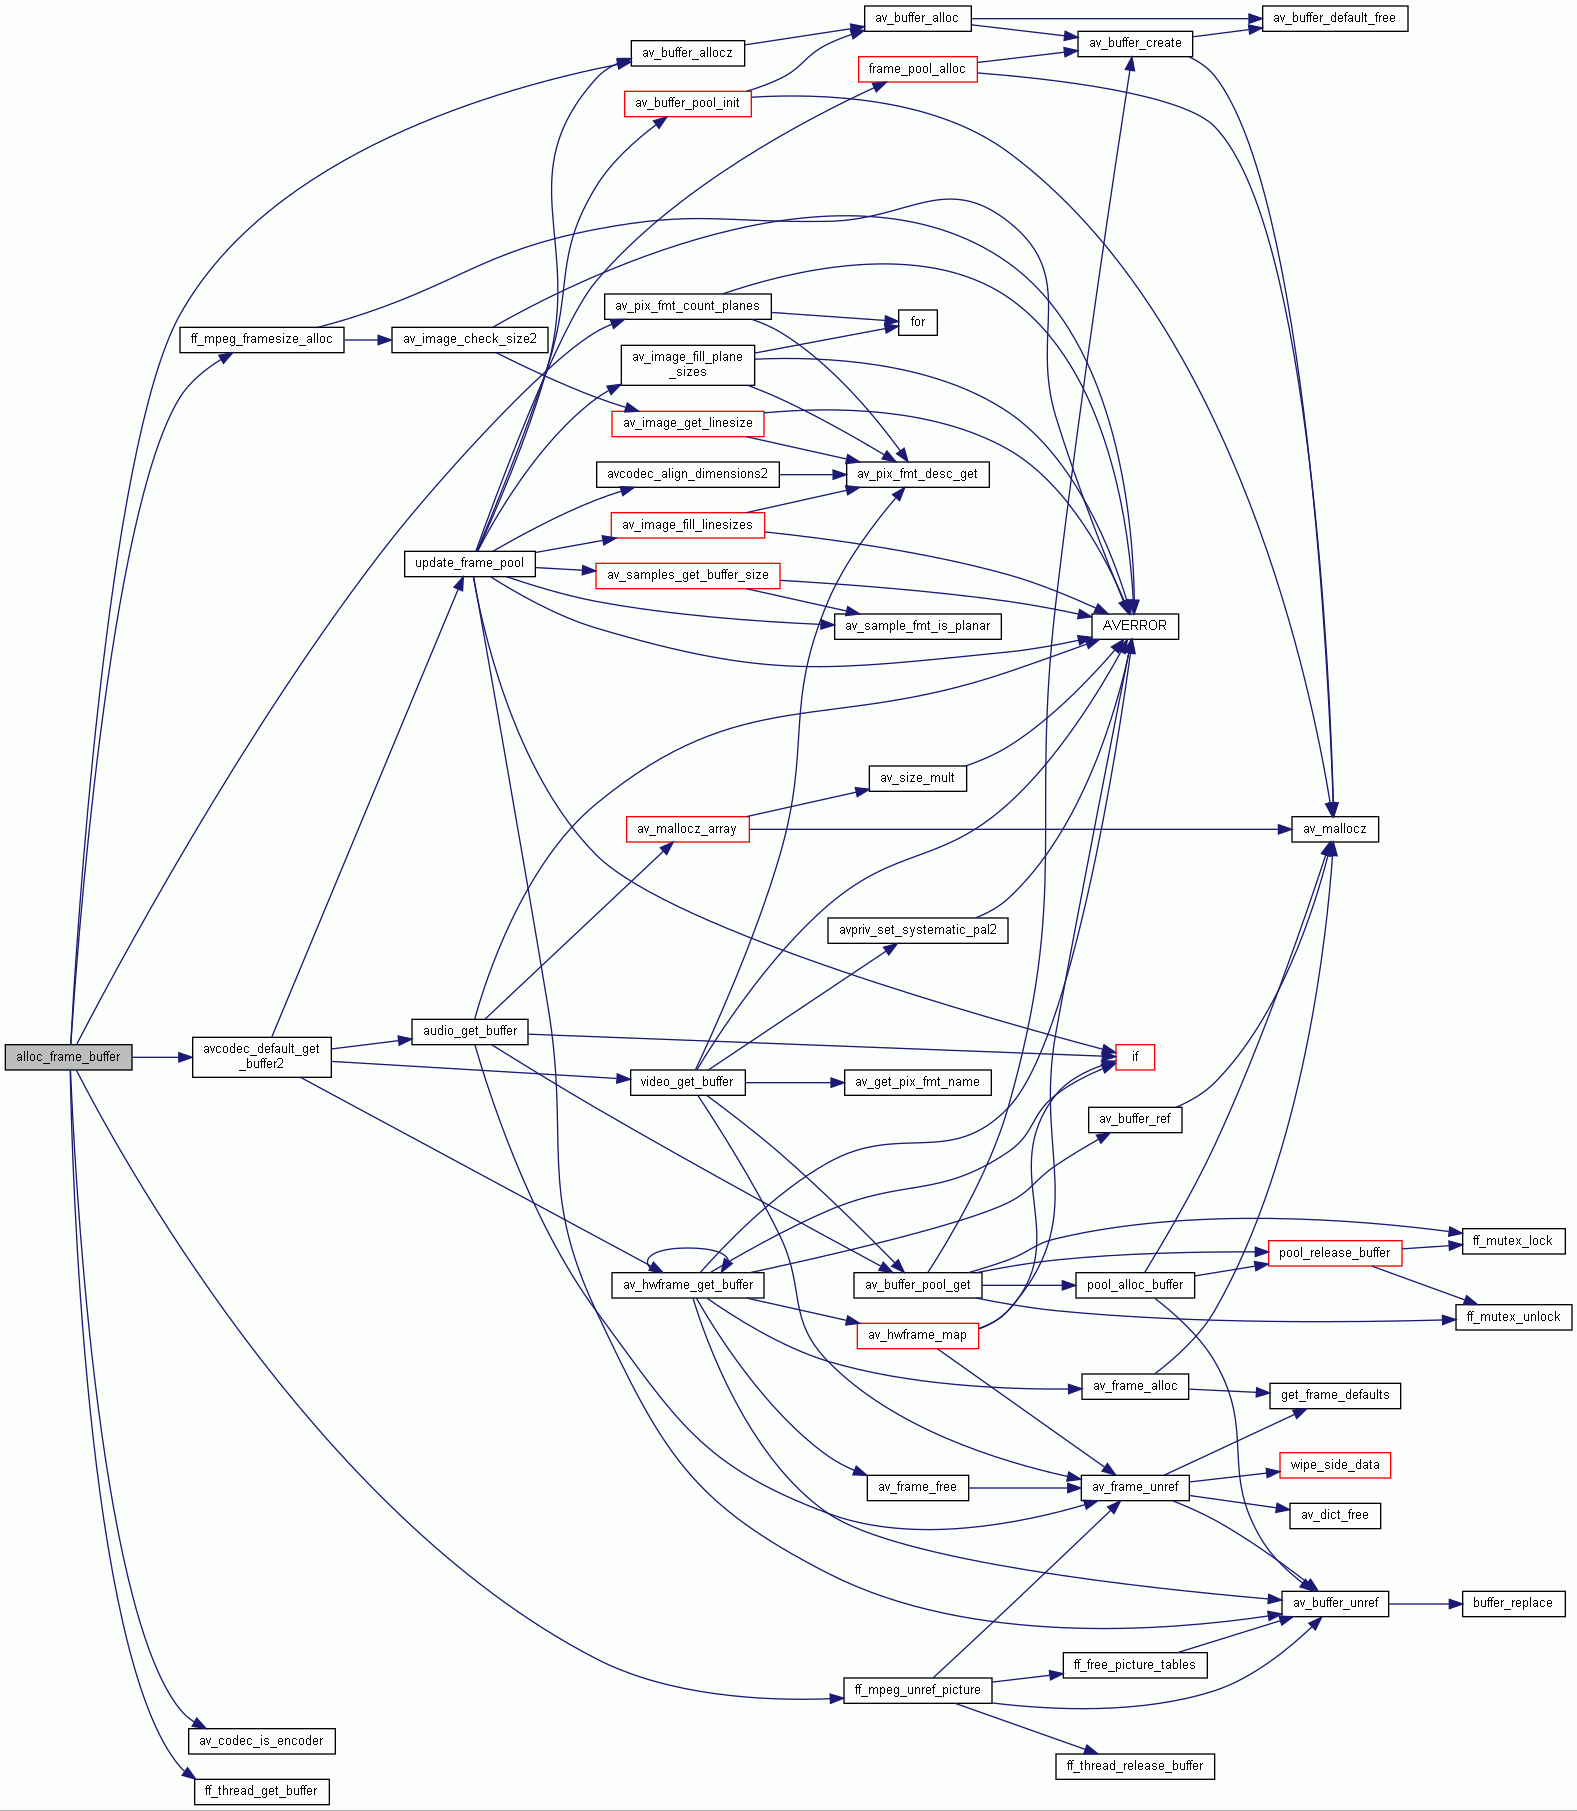 av_buffer_alloc
av_buffer_default_free
av_buffer_create
av_buffer_allocz
frame_pool_alloc
av_buffer_pool_init
av_pix_fmt_count_planes
for
ff_mpeg_framesize_alloc
av_image_check_size2
av_image_fill_plane
_sizes
av_image_get_linesize
avcodec_align_dimensions2
av_pix_fmt_desc_get
av_image_fill_linesizes
update_frame_pool
av_samples_get_buffer_size
av_sample_fmt_is_planar
AVERROR
av_size_mult
av_mallocz_array
av_mallocz
avpriv_set_systematic_pal2
audio_get_buffer
alloc_frame_buffer
avcodec_default_get
_buffer2
if
video_get_buffer
av_get_pix_fmt_name
av_buffer_ref
ff_mutex_lock
pool_release_buffer
av_hwframe_get_buffer
av_buffer_pool_get
pool_alloc_buffer
ff_mutex_unlock
av_hwframe_map
av_frame_alloc
get_frame_defaults
wipe_side_data
av_frame_free
av_frame_unref
av_dict_free
av_buffer_unref
buffer_replace
ff_free_picture_tables
ff_mpeg_unref_picture
av_codec_is_encoder
ff_thread_release_buffer
ff_thread_get_buffer